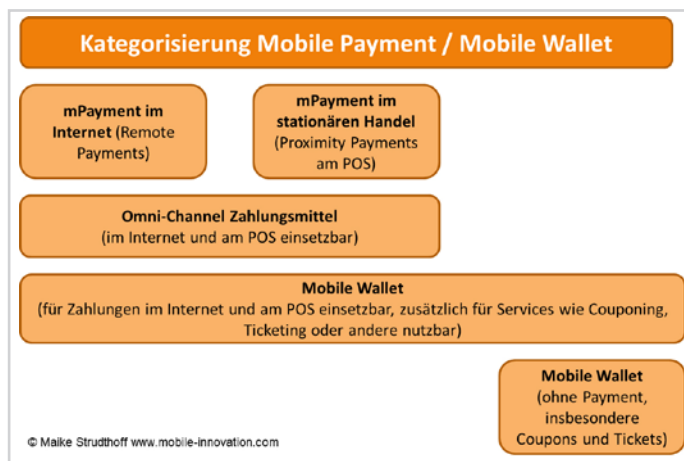 Kategorisierung Mobile Payment / Mobile Wallet
mPayment im
Internet (Remote
Payments)
mPayment im
stationären Handel
(Proximity Payments
am POS)
Omni-Channel Zahlungsmittel
(im Internet und am POS einsetzbar)
Mobile Wallet
(für Zahlungen im Internet und am POS einsetzbar, zusätzlich für Services wie Couponing,
Ticketing oder andere nutzbar)
Mobile Wallet
(ohne Payment,
insbesondere
Coupons und Tickets)
© Maike Strudthoff www.mobile-innovation.com